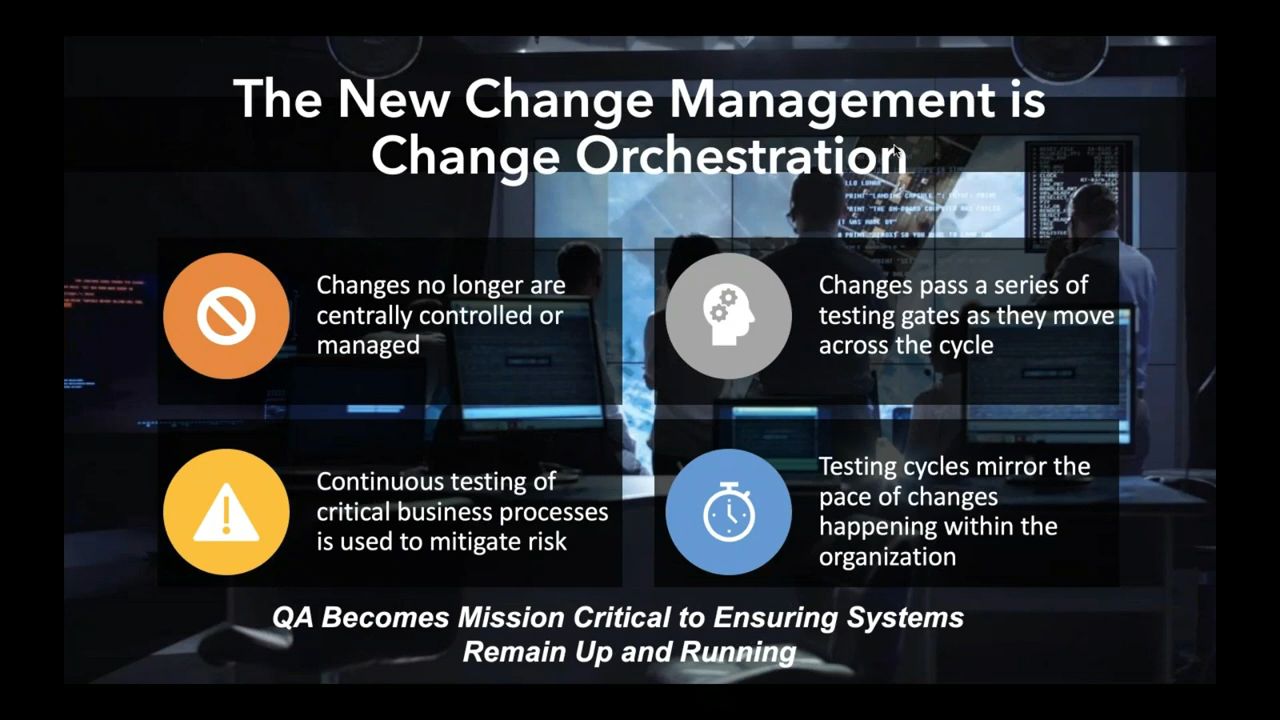 The New Change Management is
Change Orchestration
Changes no longer are
centrally controlled or
managed
Changes pass a series of
testing gates as they move
across the cycle
Continuous testing of
critical business processes
is used to mitigate risk
Testing cycles mirror the
pace of changes
happening within the
organization
QA Becomes Mission Critical to Ensuring Systems
Remain Up and Running